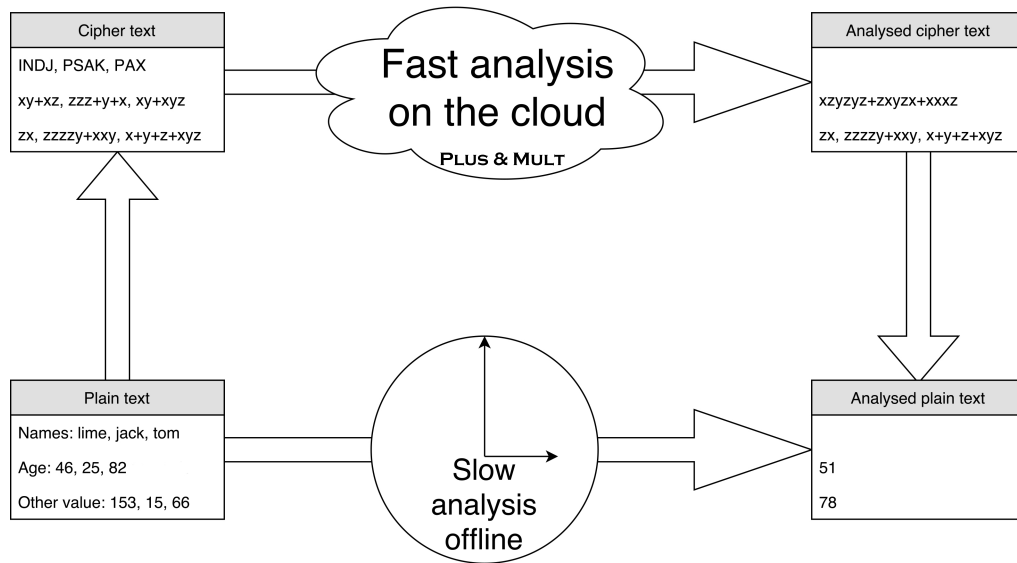 Cipher text
INDJ, PSAK, PAX
xy+xz, zzz+y+x, xy+xyz
zx, zzzzy+xxy, x+y+z+xyz
Fast analysis
on the cloud
PLUS & MULT
Analysed cipher text
xzyzyz+zxyzx+xxxz
zx, zzzzy+xxy, x+y+z+xyz
Plain text
Names: lime, jack, tom
Age: 46, 25, 82
Other value: 153, 15, 66
Slow
analysis
offline
Analysed plain text
51
78